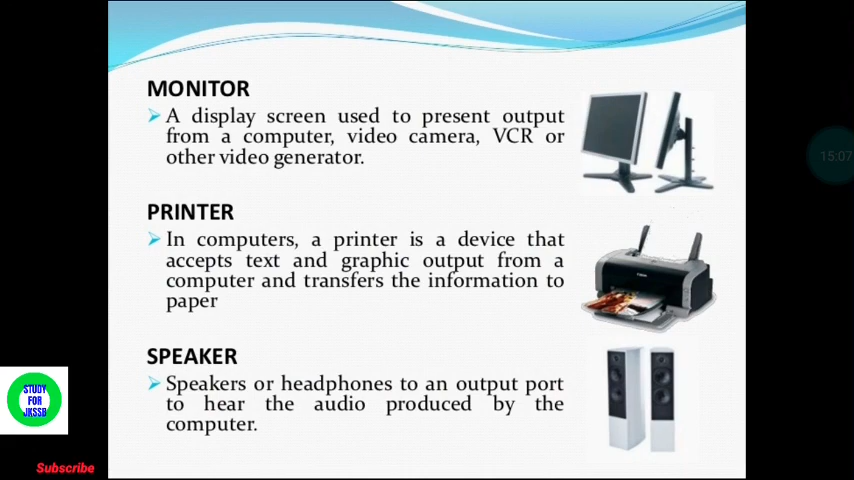 MONITOR
A display screen used to present output
from a computer, video camera, VCR or
other video generator.
PRINTER
In computers, a printer is a device that
accepts text and graphic output from a
computer and transfers the information to
paper
SPEAKER
Speakers or headphones to an output port
to hear the audio produced by the
computer.
15:07
STUDY
FOR
JKSSB
Subscribe